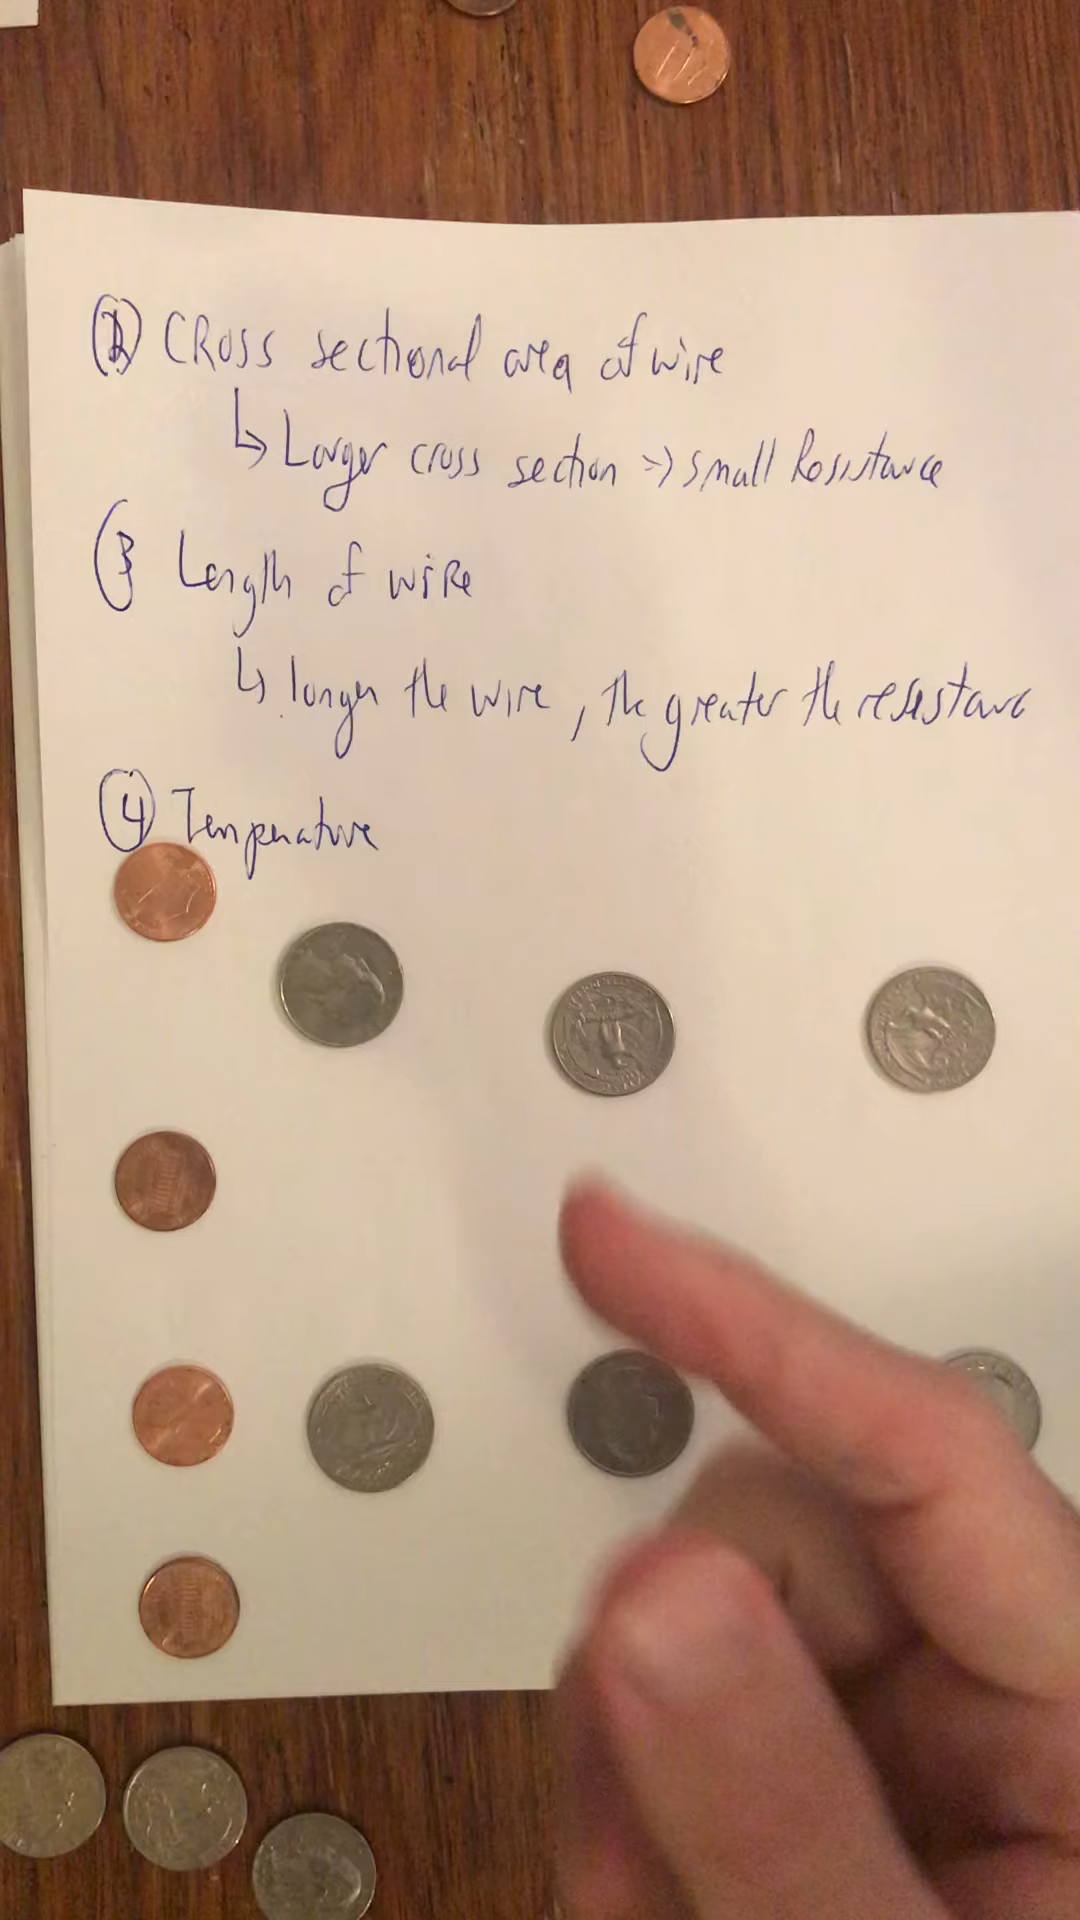 ② CROSS sectional area of wire
↳ Larger cross section => small Resistance
③ Length of wire
↳ longer the wire, the greater the resistance
④ Temperature